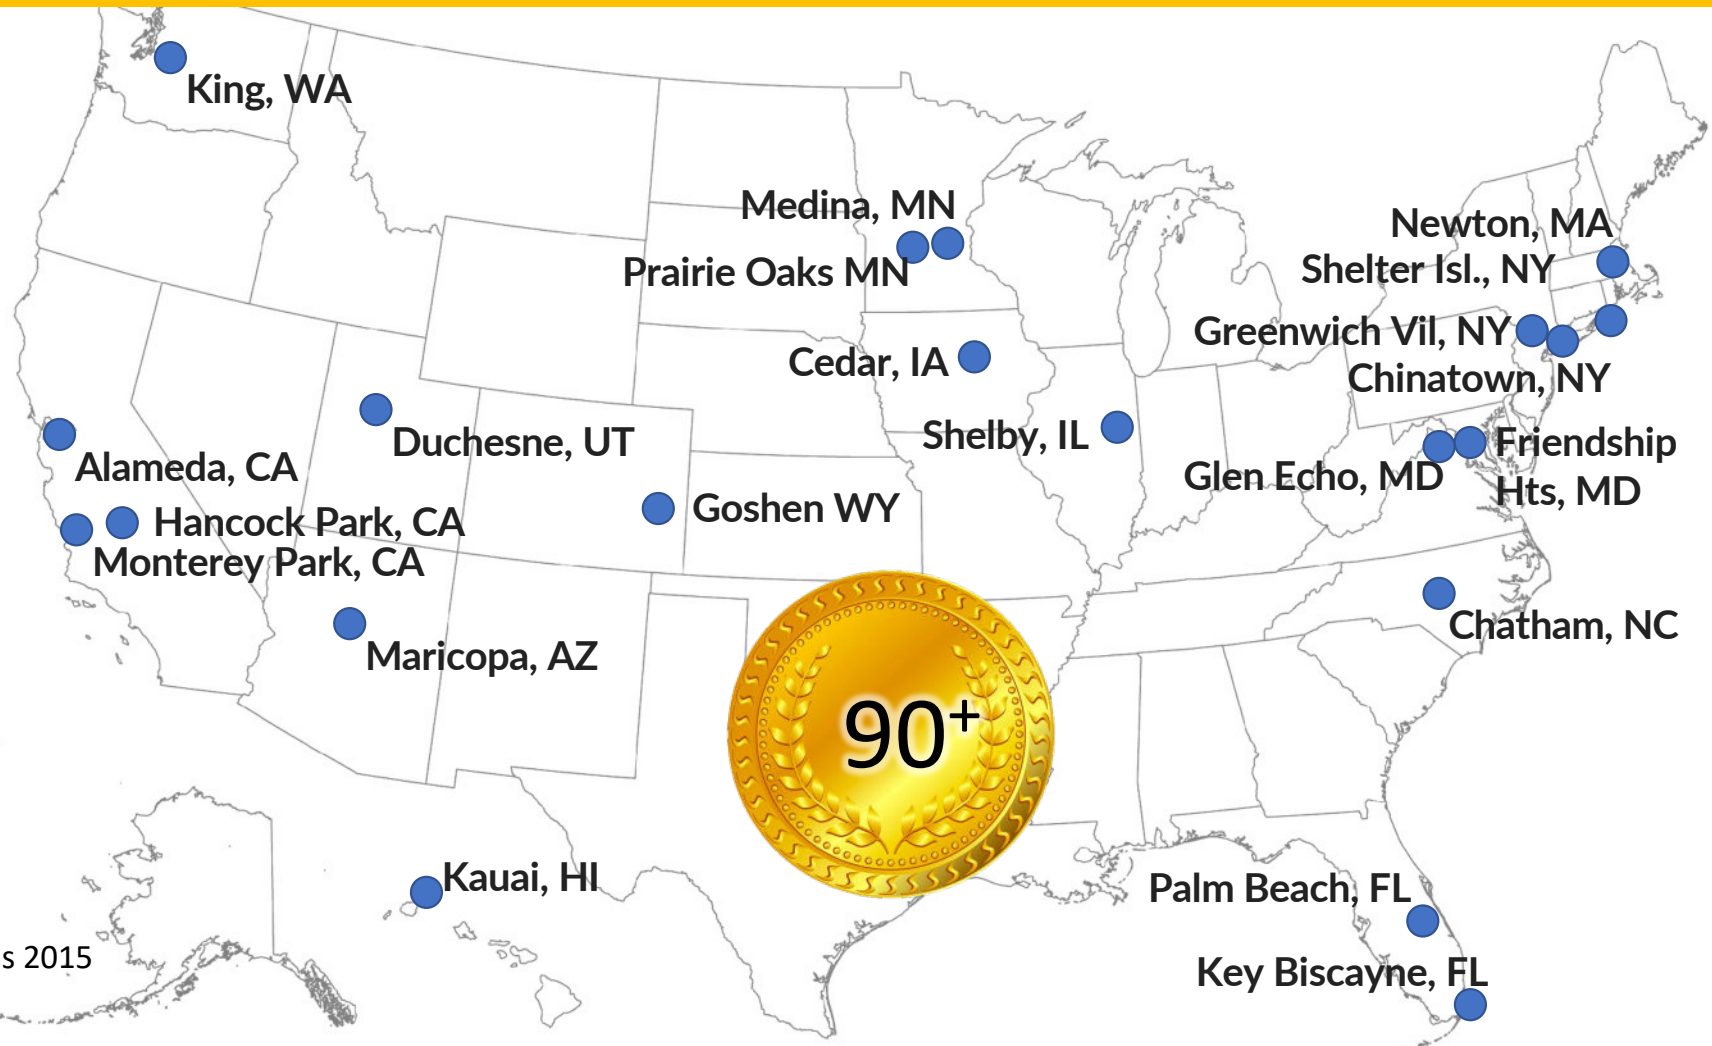 King, WA
Medina, MN
Prairie Oaks MN
Newton, MA
Shelter Isl., NY
Greenwich Vil, NY
Chinatown, NY
Cedar, IA
Duchesne, UT
Shelby, IL
Friendship
Hts, MD
Glen Echo, MD
Alameda, CA
Hancock Park, CA
Monterey Park, CA
Goshen WY
Maricopa, AZ
Chatham, NC
90+
Kauai, HI
Palm Beach, FL
Key Biscayne, FL
s 2015